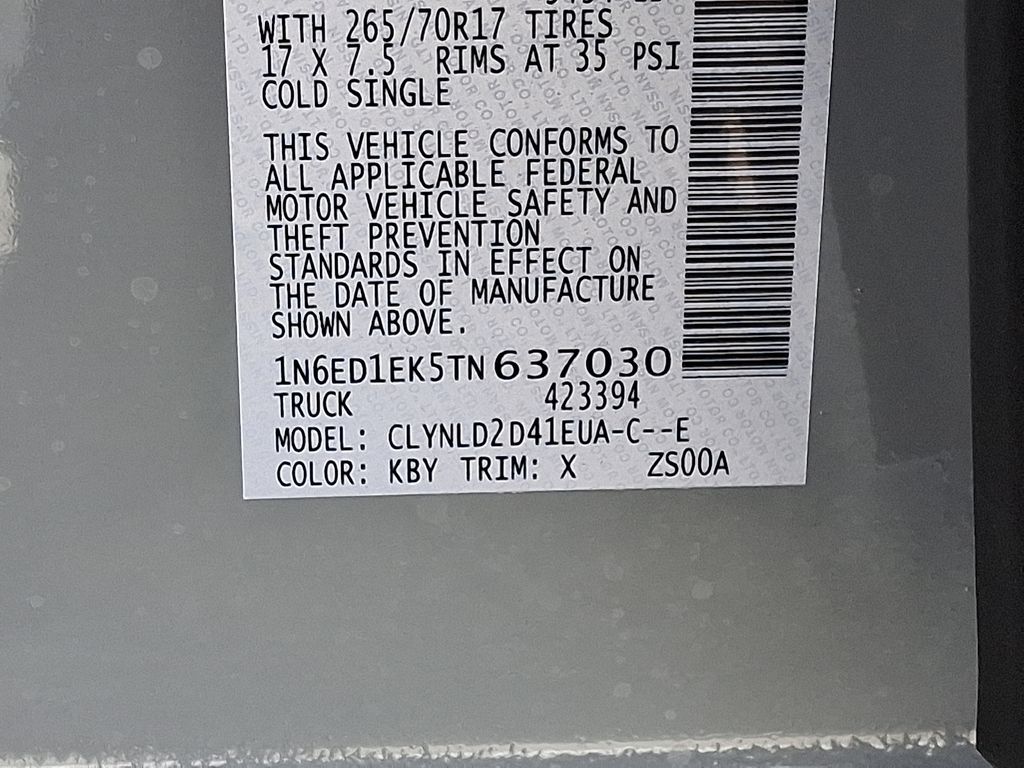 WITH 265/70R17 TIRES
17 X 7.5 RIMS AT 35 PSI
COLD SINGLE
THIS VEHICLE CONFORMS TO
ALL APPLICABLE FEDERAL
MOTOR VEHICLE SAFETY AND
THEFT PREVENTION
STANDARDS IN EFFECT ON
THE DATE OF MANUFACTURE
SHOWN ABOVE.
1N6ED1EK5TN637030
TRUCK 423394
MODEL: CLYNLD2D41EUA-C--E
COLOR: KBY TRIM: X ZS00A